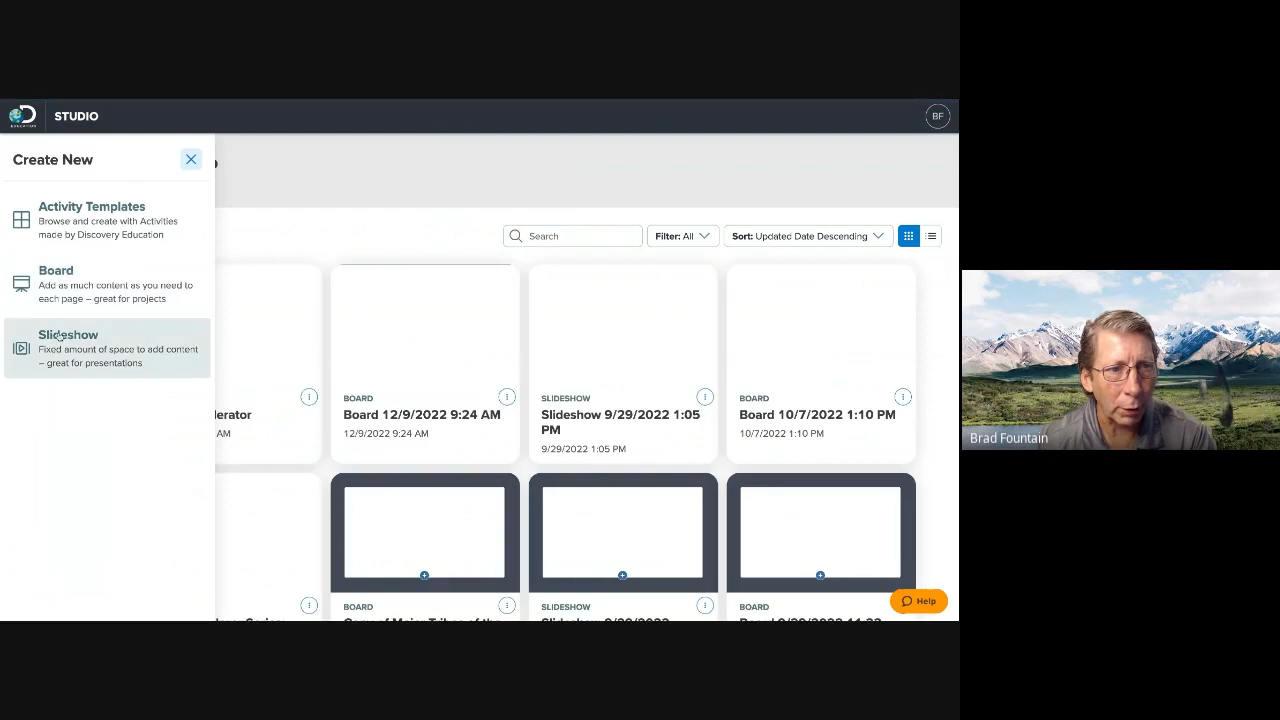 STUDIO
BF
Create New
Activity Templates
Browse and create with Activities
made by Discovery Education
Board
Add as much content as you need to
each page – great for projects
Slideshow
Fixed amount of space to add content
– great for presentations
Search
Filter: All
Sort: Updated Date Descending
erator
AM
BOARD
Board 12/9/2022 9:24 AM
12/9/2022 9:24 AM
SLIDESHOW
Slideshow 9/29/2022 1:05
PM
9/29/2022 1:05 PM
BOARD
Board 10/7/2022 1:10 PM
10/7/2022 1:10 PM
BOARD
SLIDESHOW
BOARD
Help
Brad Fountain